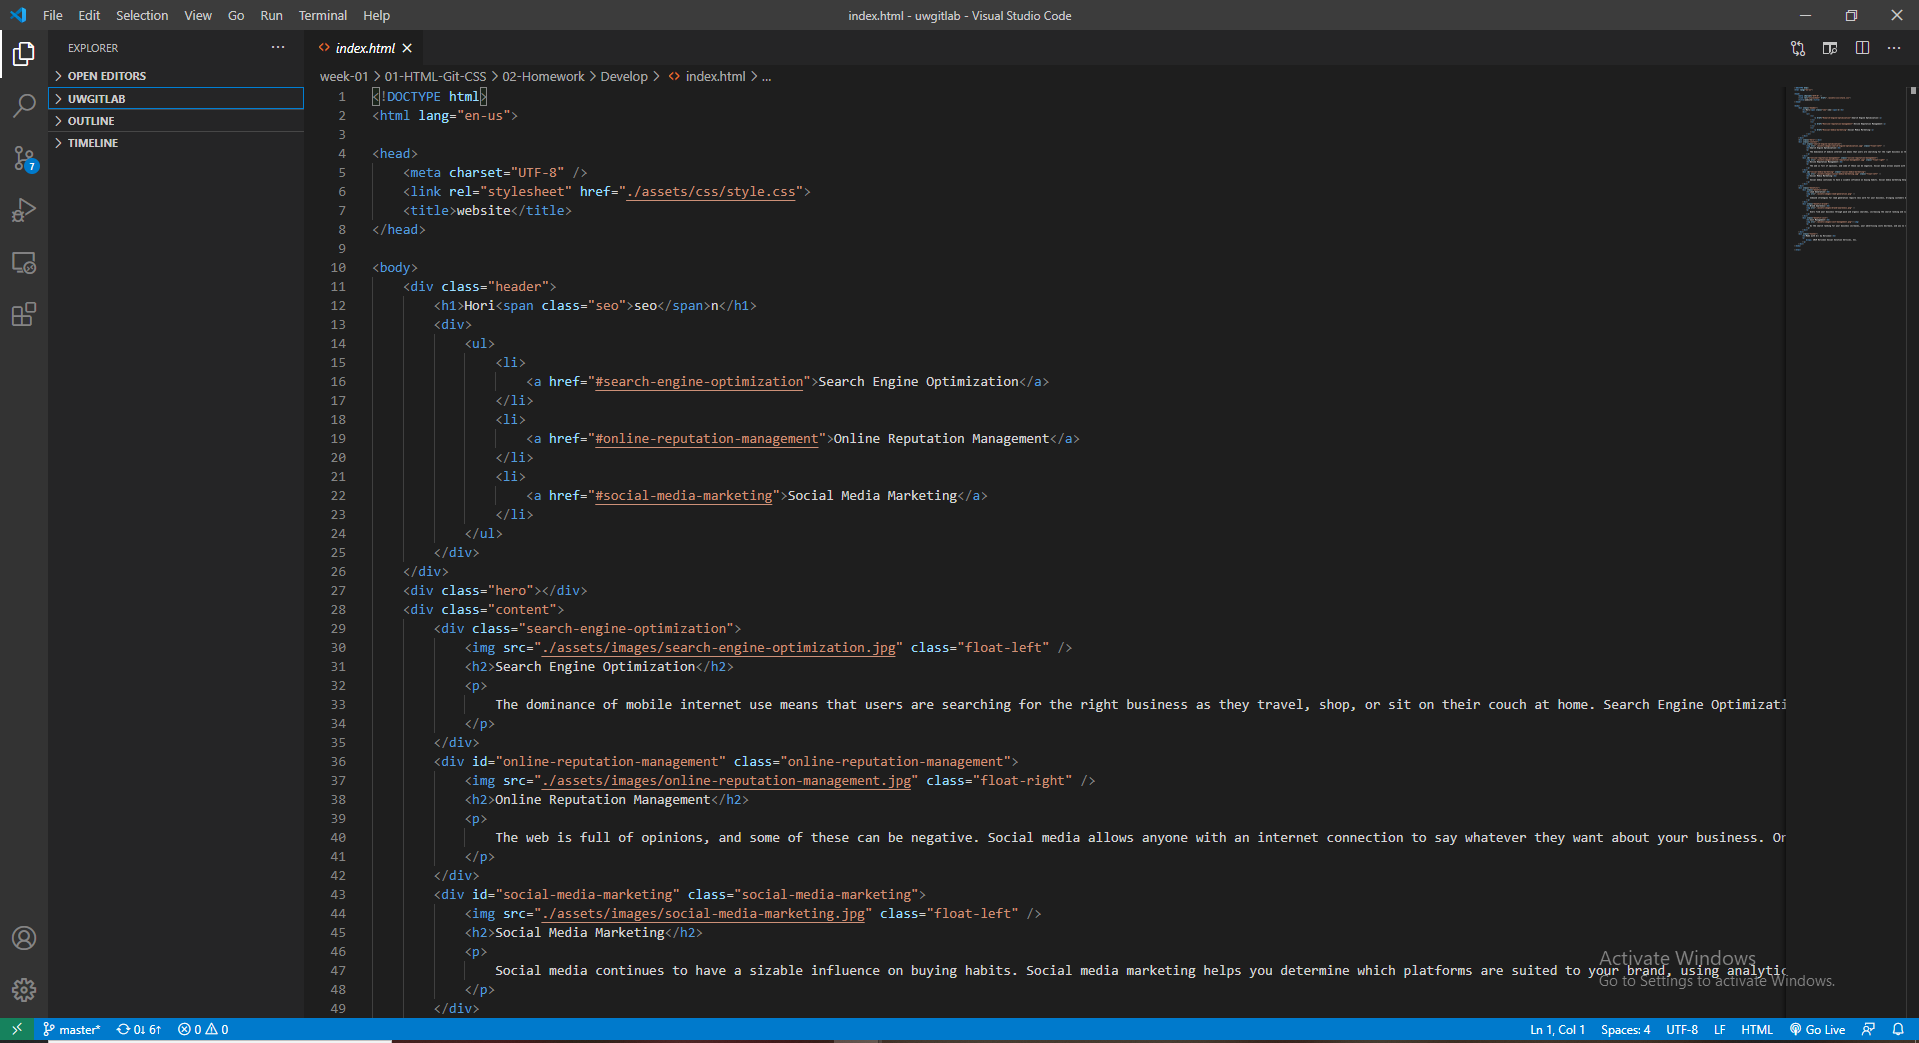 File Edit Selection View Go Run Terminal Help
index.html - uwgitlab - Visual Studio Code
EXPLORER
OPEN EDITORS
UWGITLAB
OUTLINE
TIMELINE
7
index.html
week-01 > 01-HTML-Git-CSS > 02-Homework > Develop > index.html > ...
1 <!DOCTYPE html>
2 <html lang="en-us">
3
4 <head>
5 <meta charset="UTF-8" />
6 <link rel="stylesheet" href="./assets/css/style.css">
7 <title>website</title>
8 </head>
9
10 <body>
11 <div class="header">
12 <h1>Hori<span class="seo">seo</span>n</h1>
13 <div>
14 <ul>
15 <li>
16 <a href="#search-engine-optimization">Search Engine Optimization</a>
17 </li>
18 <li>
19 <a href="#online-reputation-management">Online Reputation Management</a>
20 </li>
21 <li>
22 <a href="#social-media-marketing">Social Media Marketing</a>
23 </li>
24 </ul>
25 </div>
26 </div>
27 <div class="hero"></div>
28 <div class="content">
29 <div class="search-engine-optimization">
30 <img src="./assets/images/search-engine-optimization.jpg" class="float-left" />
31 <h2>Search Engine Optimization</h2>
32 <p>
33 The dominance of mobile internet use means that users are searching for the right business as they travel, shop, or sit on their couch at home. Search Engine Optimizati
34 </p>
35 </div>
36 <div id="online-reputation-management" class="online-reputation-management">
37 <img src="./assets/images/online-reputation-management.jpg" class="float-right" />
38 <h2>Online Reputation Management</h2>
39 <p>
40 The web is full of opinions, and some of these can be negative. Social media allows anyone with an internet connection to say whatever they want about your business. On
41 </p>
42 </div>
43 <div id="social-media-marketing" class="social-media-marketing">
44 <img src="./assets/images/social-media-marketing.jpg" class="float-left" />
45 <h2>Social Media Marketing</h2>
46 <p>
47 Social media continues to have a sizable influence on buying habits. Social media marketing helps you determine which platforms are suited to your brand, using analytic
48 </p>
49 </div>
Activate Windows
Go to Settings to activate Windows.
master* 0↓ 6↑ 0 0
Ln 1, Col 1 Spaces: 4 UTF-8 LF HTML Go Live